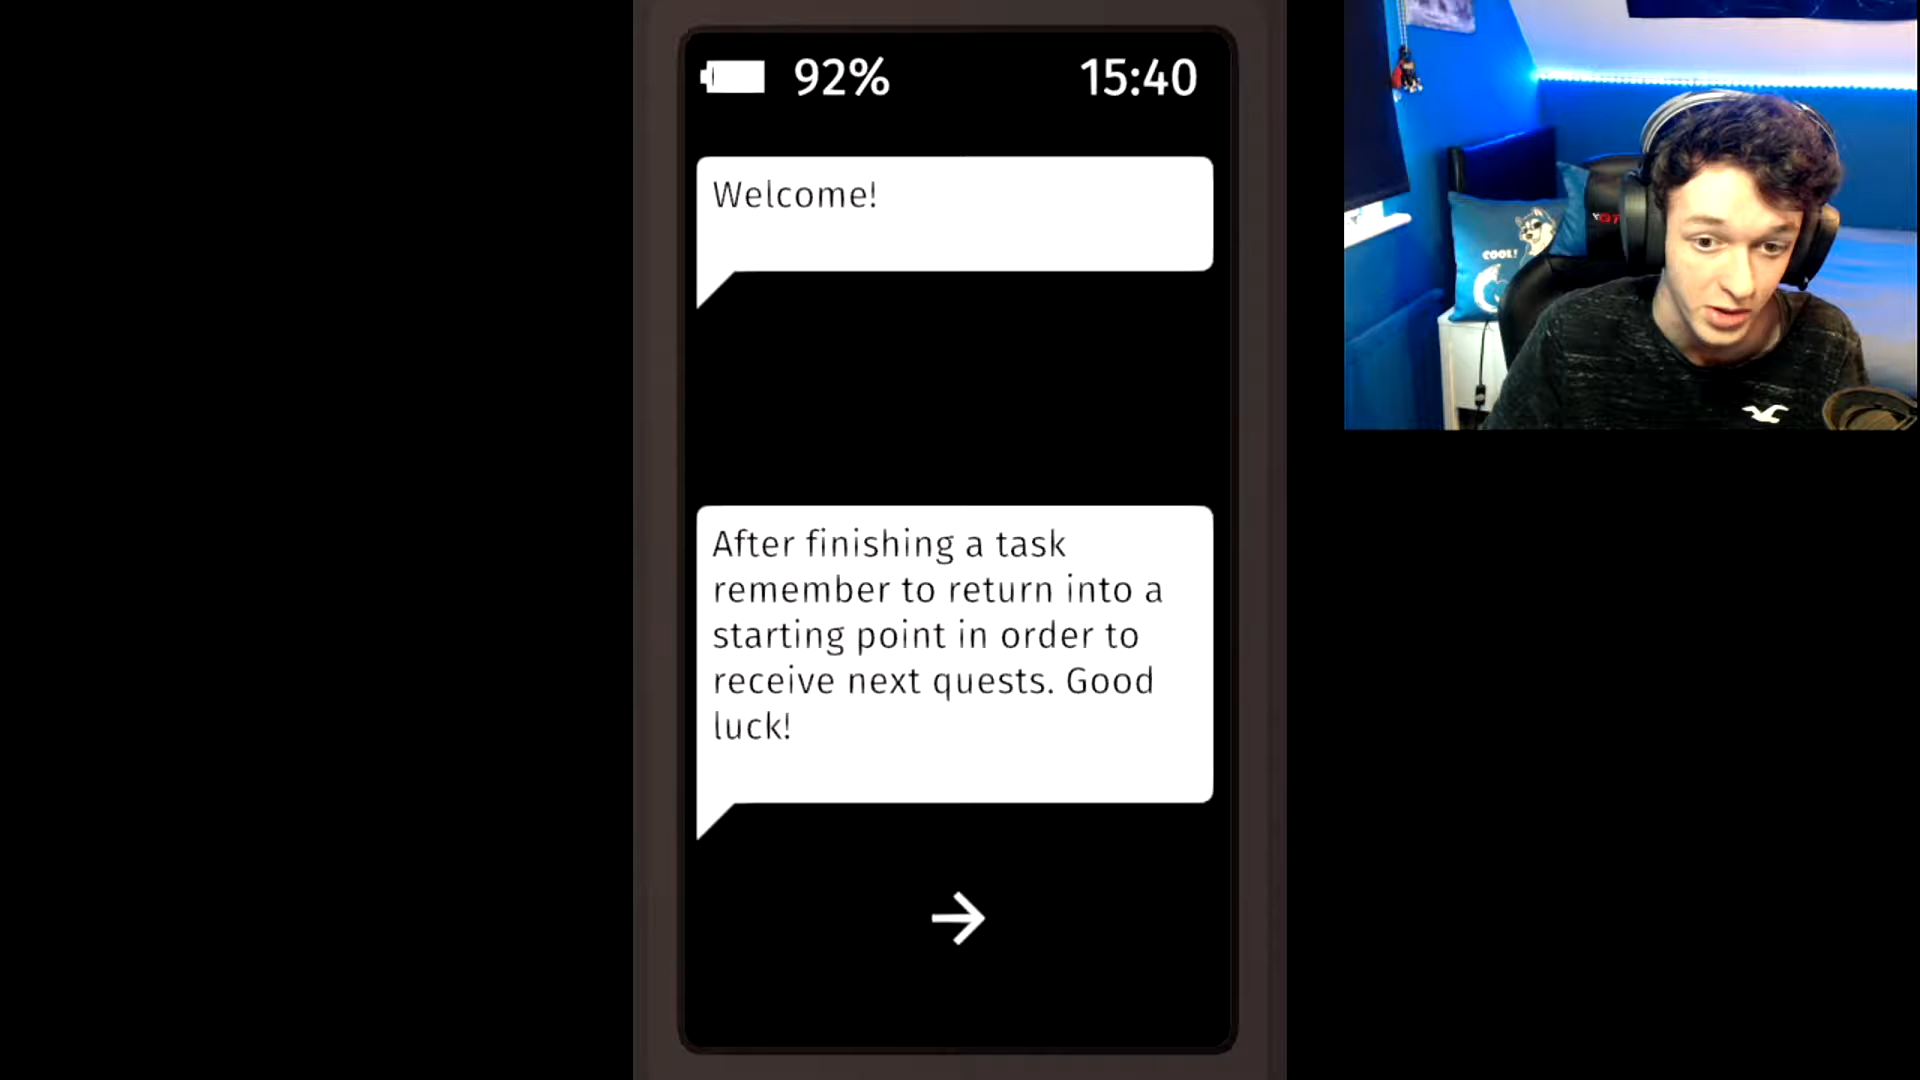 92% 15:40
Welcome!
After finishing a task
remember to return into a
starting point in order to
receive next quests. Good
luck!
COOL!